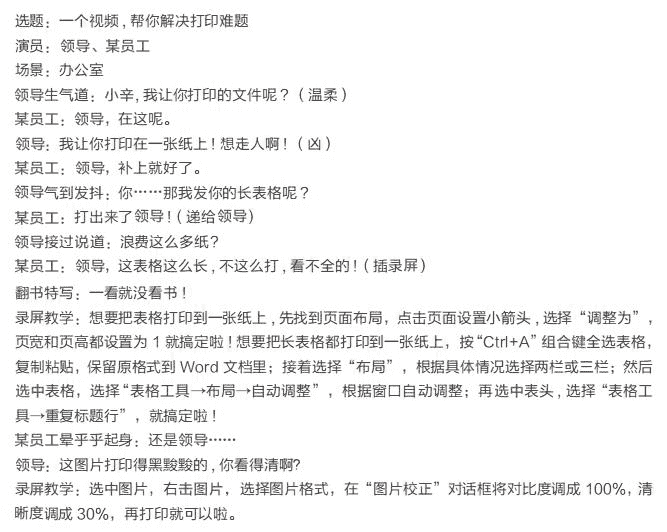 选题：一个视频，帮你解决打印难题
演员：领导、某员工
场景：办公室
领导生气道：小辛，我让你打印的文件呢？（温柔）
某员工：领导，在这呢。
领导：我让你打印在一张纸上！想走人啊！（凶）
某员工：领导，补上就好了。
领导气到发抖：你……那我发你的长表格呢？
某员工：打出来了领导！（递给领导）
领导接过说道：浪费这么多纸？
某员工：领导，这表格这么长，不这么打，看不全的！（插录屏）
翻书特写：一看就没看书！
录屏教学：想要把表格打印到一张纸上，先找到页面布局，点击页面设置小箭头，选择“调整为”，
页宽和页高都设置为 1 就搞定啦！想要把长表格都打印到一张纸上，按“Ctrl+A”组合键全选表格，
复制粘贴，保留原格式到 Word 文档里；接着选择“布局”，根据具体情况选择两栏或三栏；然后
选中表格，选择“表格工具→布局→自动调整”，根据窗口自动调整；再选中表头，选择“表格工
具→重复标题行”，就搞定啦！
某员工晕乎乎起身：还是领导……
领导：这图片打印得黑黢黢的，你看得清啊?
录屏教学：选中图片，右击图片，选择图片格式，在“图片校正”对话框将对比度调成 100%，清
晰度调成 30%，再打印就可以啦。